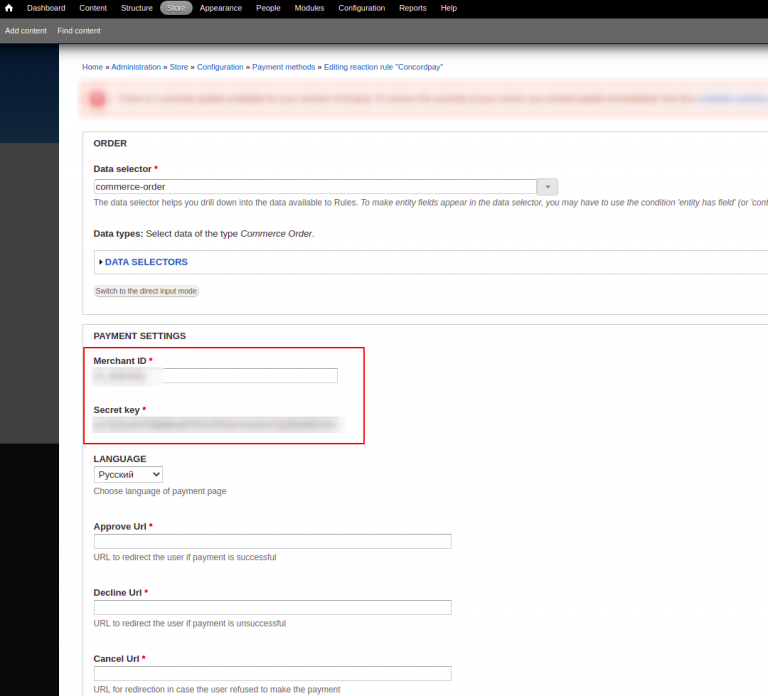 Dashboard Content Structure Store Appearance People Modules Configuration Reports Help
Add content Find content
Home » Administration » Store » Configuration » Payment methods » Editing reaction rule "Concordpay"
ORDER
Data selector *
commerce-order
The data selector helps you drill down into the data available to Rules. To make entity fields appear in the data selector, you may have to use the condition 'entity has field' (or 'cont
Data types: Select data of the type Commerce Order.
DATA SELECTORS
Switch to the direct input mode
PAYMENT SETTINGS
Merchant ID *
Secret key *
LANGUAGE
Русский
Choose language of payment page
Approve Url *
URL to redirect the user if payment is successful
Decline Url *
URL to redirect the user if payment is unsuccessful
Cancel Url *
URL for redirection in case the user refused to make the payment